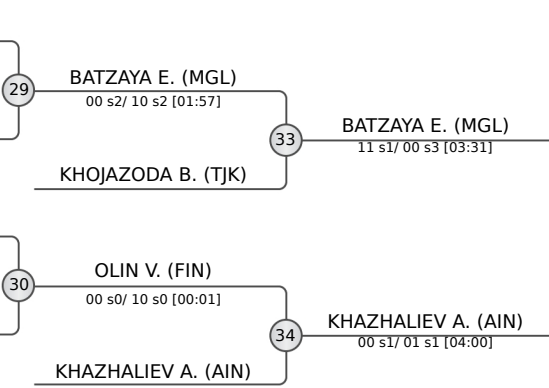 29
BATZAYA E. (MGL)
00 s2/ 10 s2 [01:57]
33
BATZAYA E. (MGL)
11 s1/ 00 s3 [03:31]
KHOJAZODA B. (TJK)
30
OLIN V. (FIN)
00 s0/ 10 s0 [00:01]
34
KHAZHALIEV A. (AIN)
00 s1/ 01 s1 [04:00]
KHAZHALIEV A. (AIN)